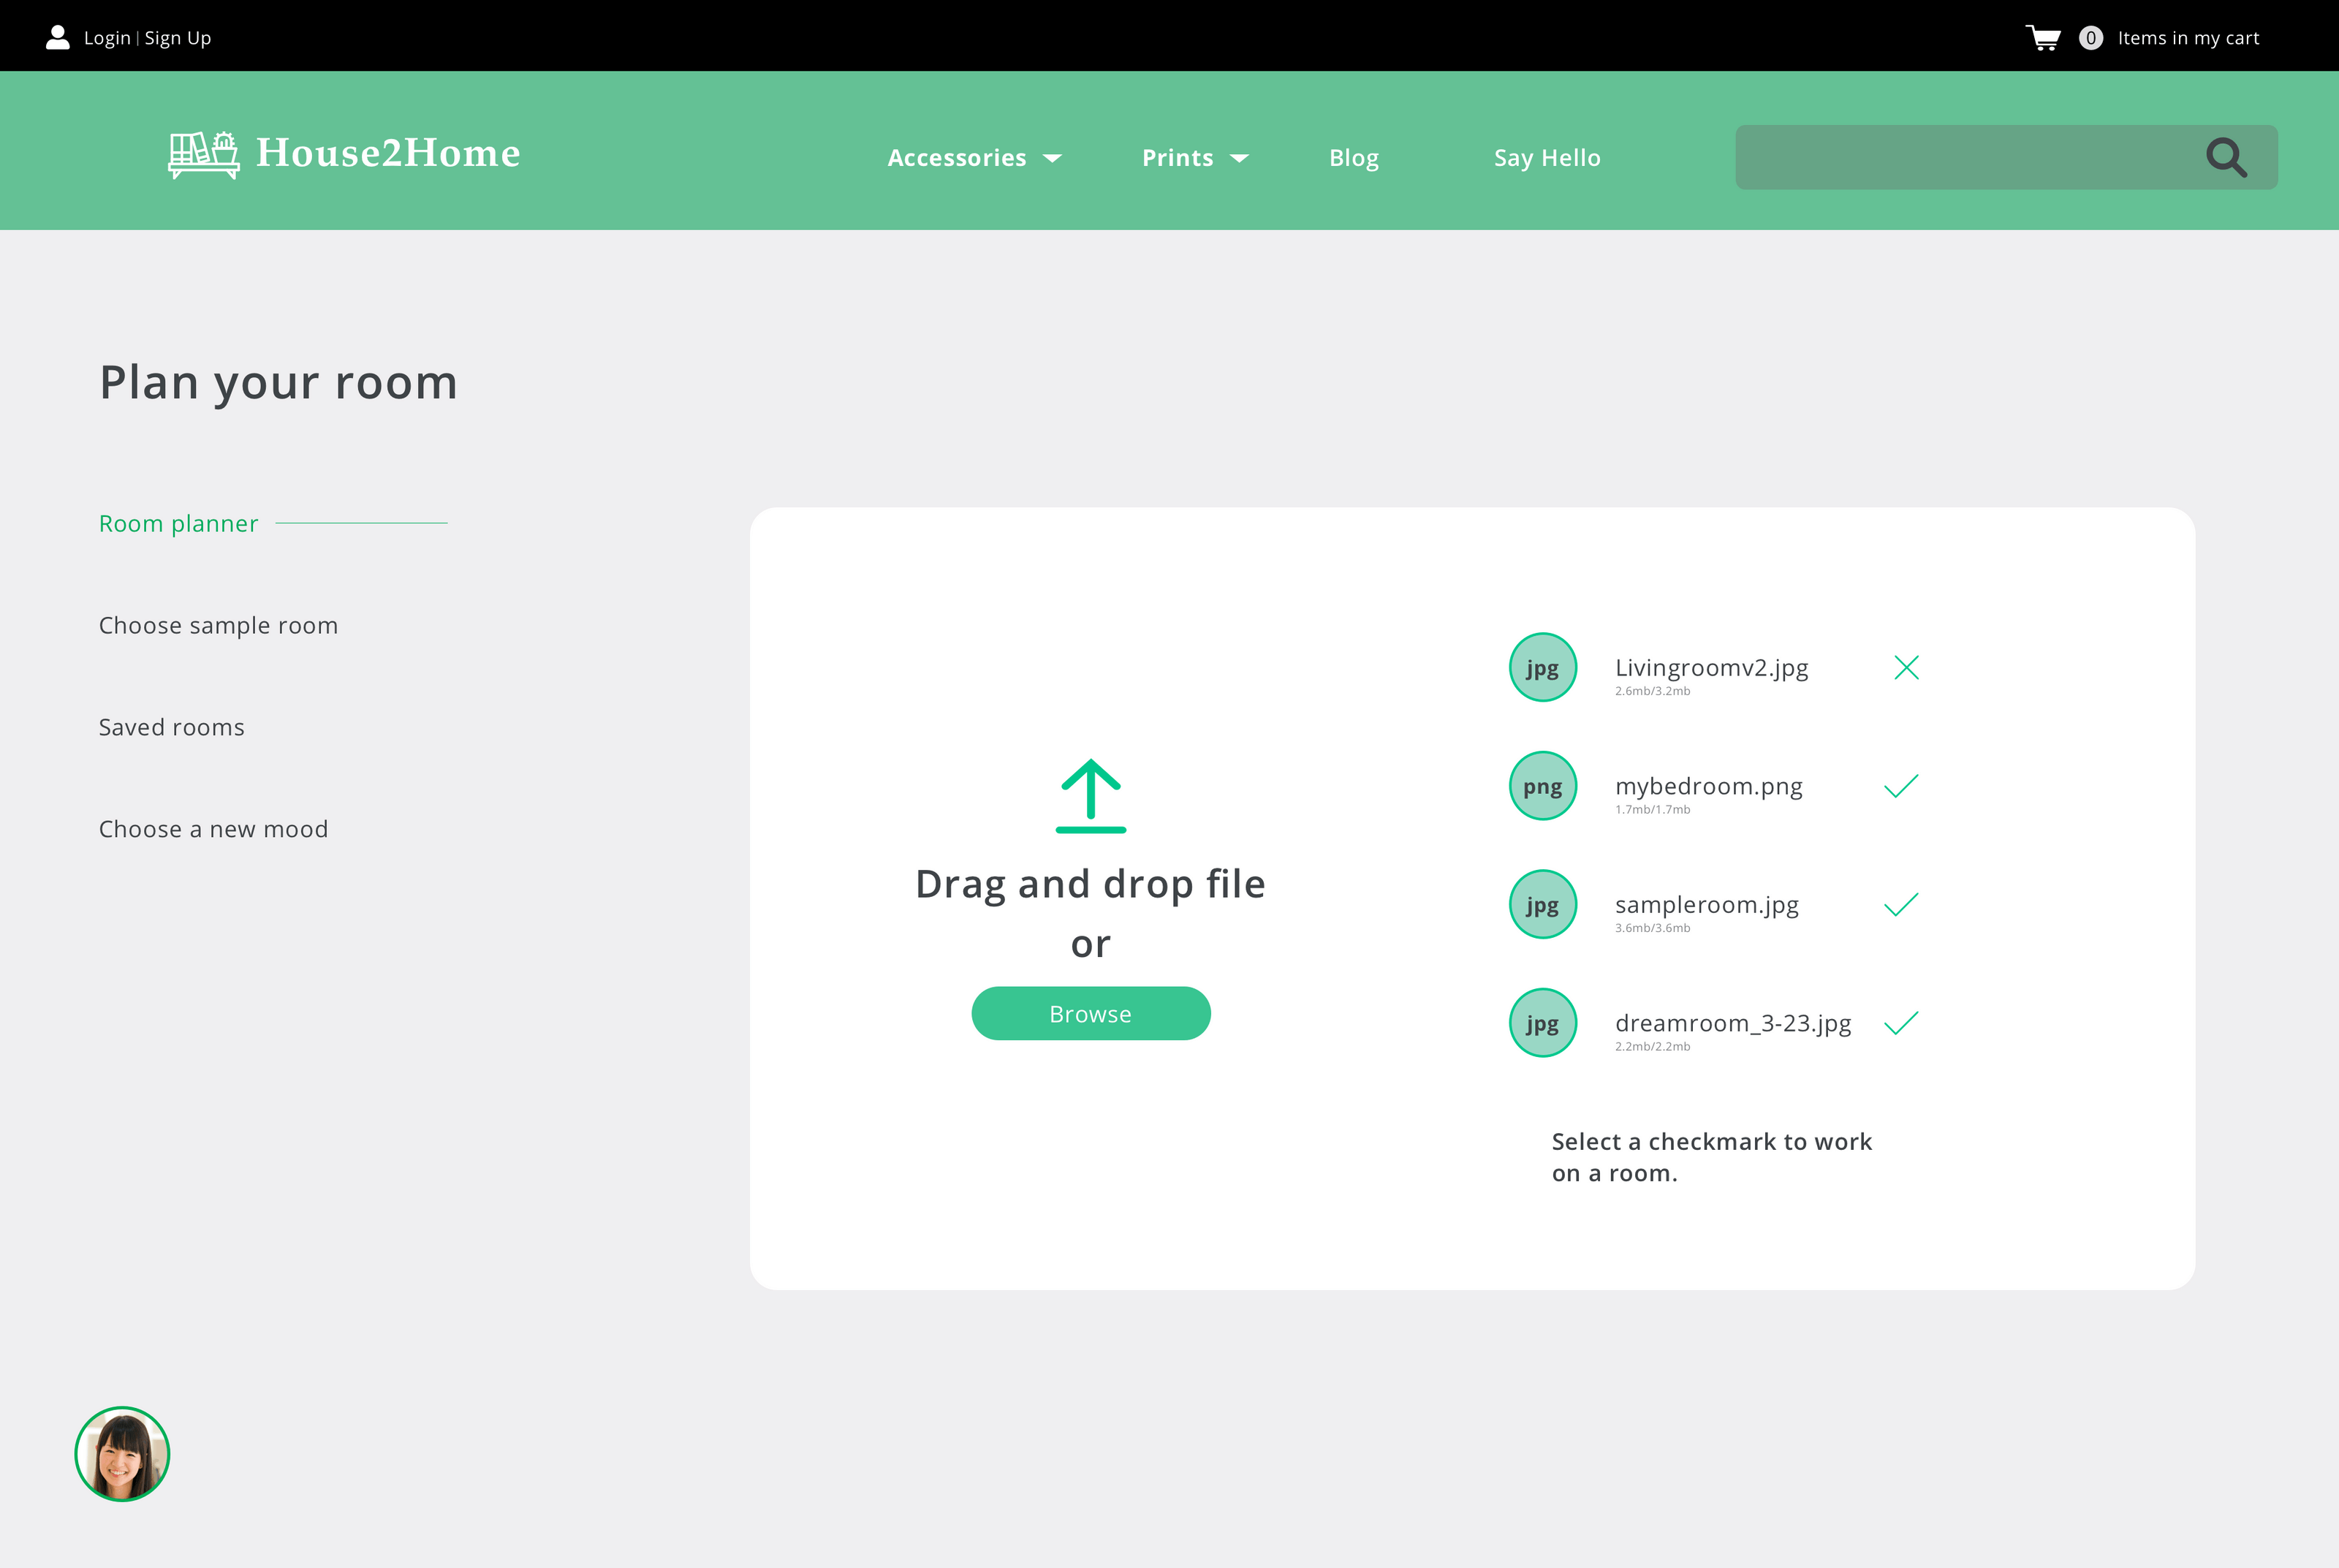 Login | Sign Up
0 Items in my cart
House2Home
Accessories
Prints
Blog
Say Hello
Plan your room
Room planner
Choose sample room
Saved rooms
Choose a new mood
Drag and drop file
or
Browse
jpg
Livingroomv2.jpg
2.6mb/3.2mb
png
mybedroom.png
1.7mb/1.7mb
jpg
sampleroom.jpg
3.6mb/3.6mb
jpg
dreamroom_3-23.jpg
2.2mb/2.2mb
Select a checkmark to work
on a room.